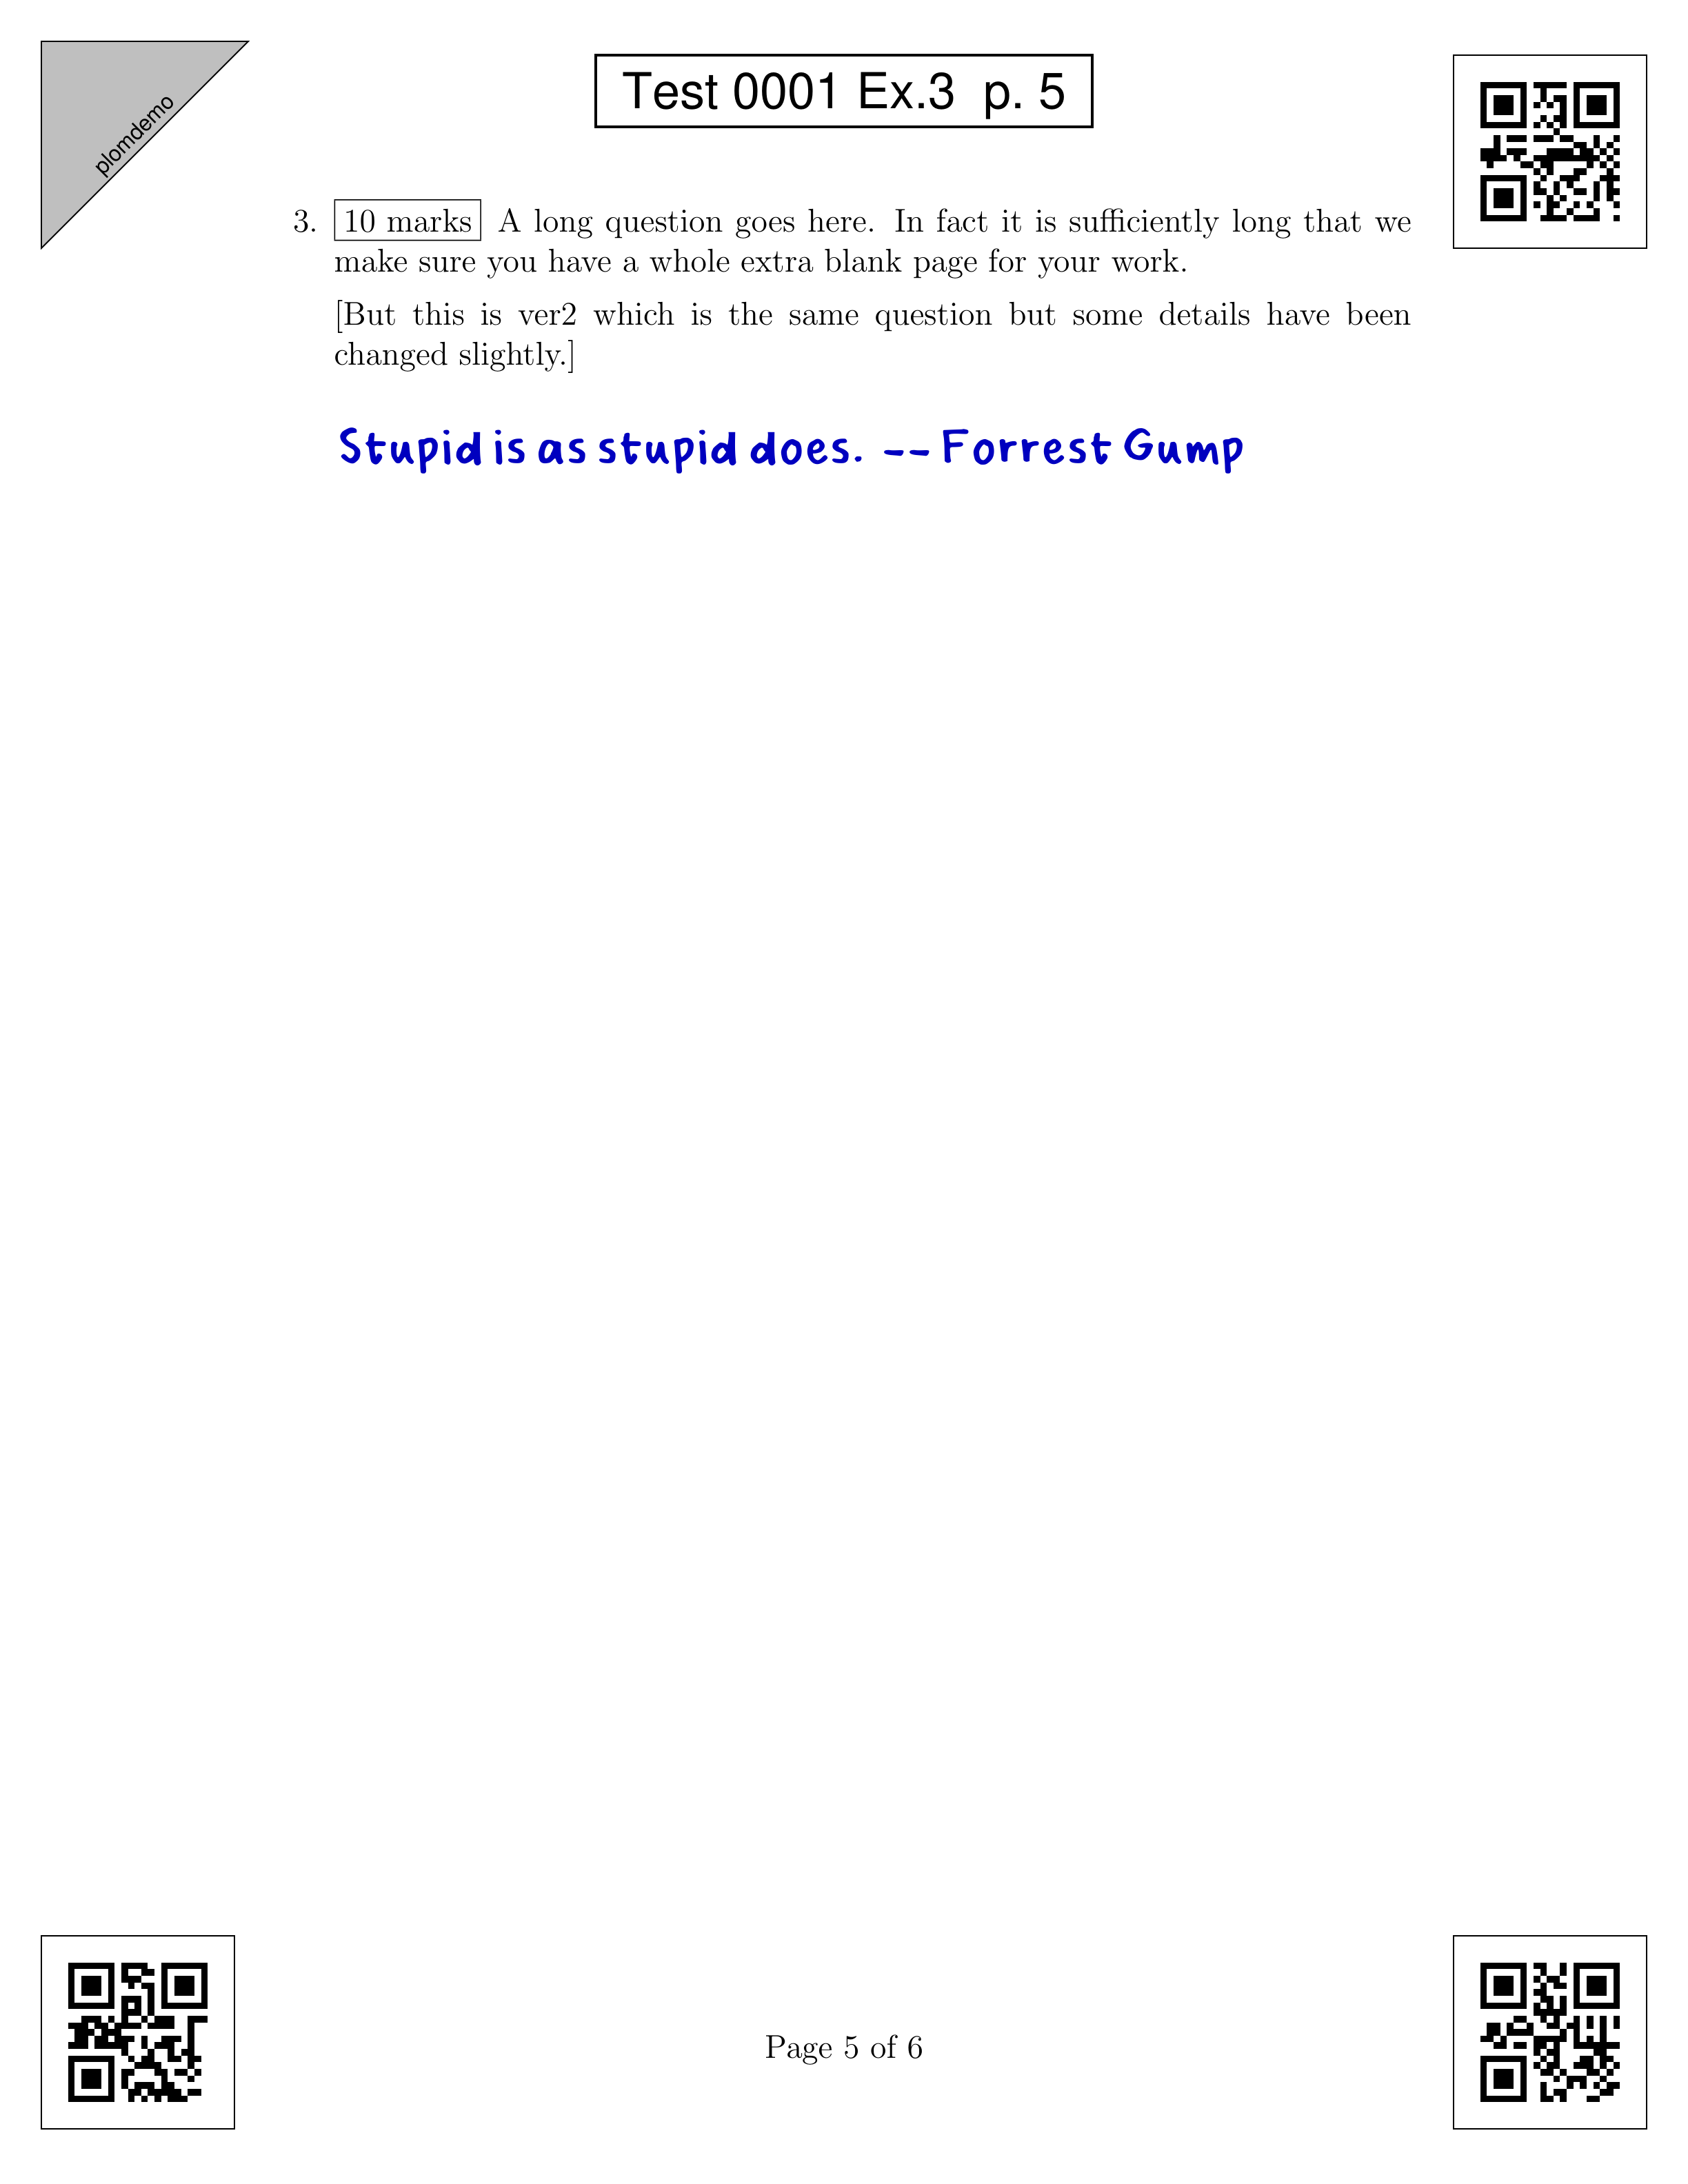 plomdemo
Test 0001 Ex.3 p. 5
3. 10 marks A long question goes here. In fact it is sufficiently long that we
make sure you have a whole extra blank page for your work.
[But this is ver2 which is the same question but some details have been
changed slightly.]
Stupid is as stupid does. -- Forrest Gump
Page 5 of 6